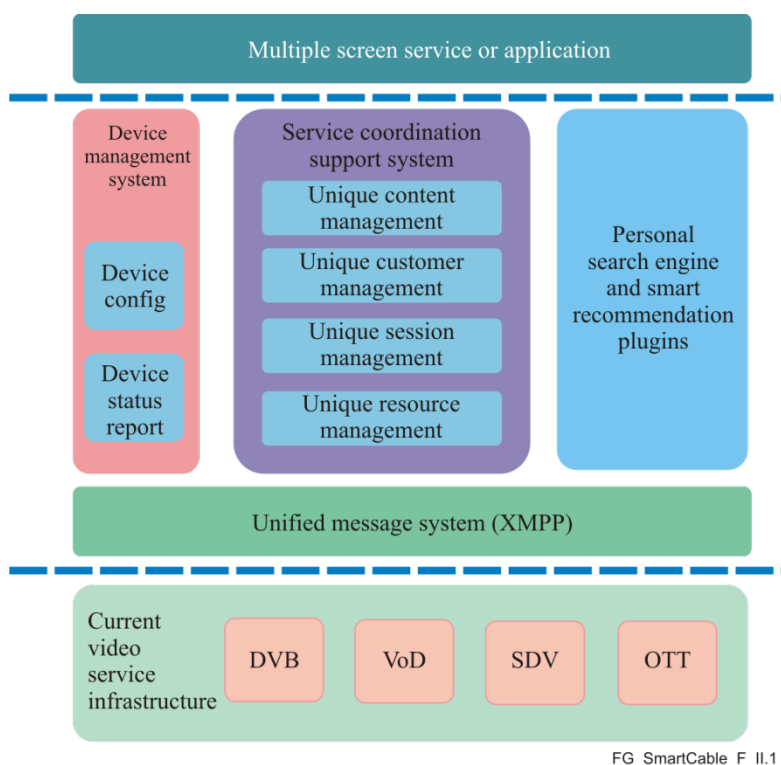 Multiple screen service or application
Device
management
system
Device
config
Device
status
report
Service coordination
support system
Unique content
management
Unique customer
management
Unique session
management
Unique resource
management
Personal
search engine
and smart
recommendation
plugins
Unified message system (XMPP)
Current
video
service
infrastructure
DVB
VoD
SDV
OTT
FG SmartCable F II.1